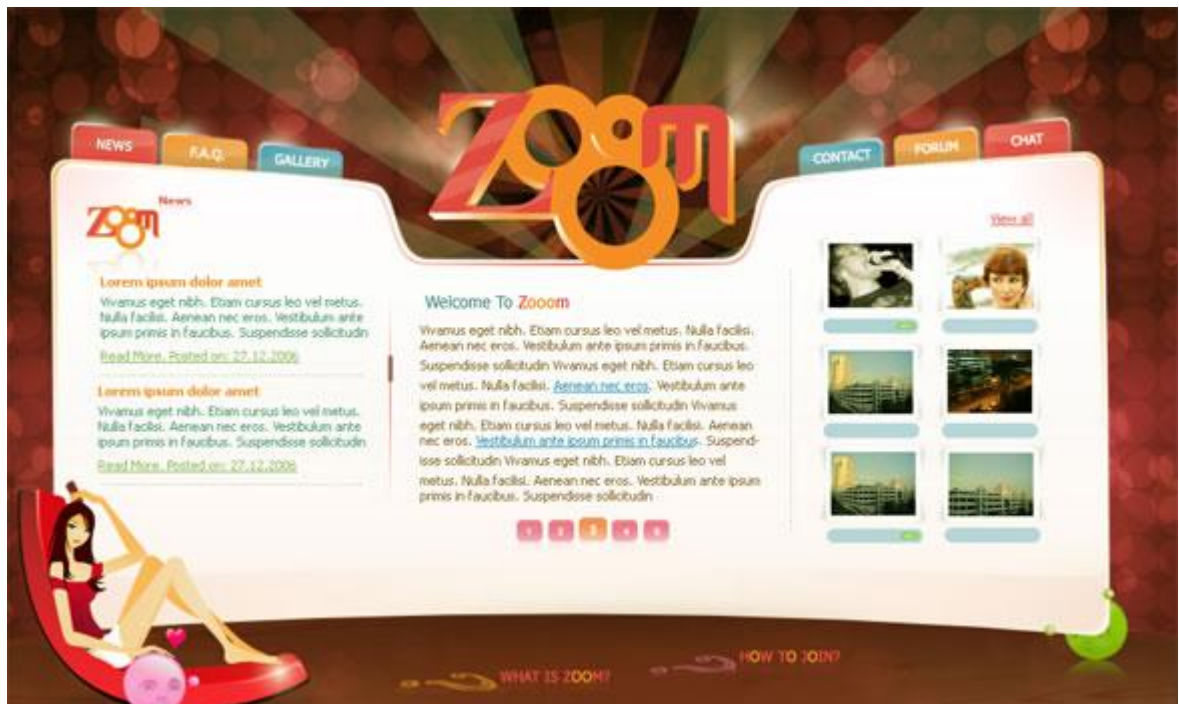 Zoom
NEWS
F.A.Q.
GALLERY
CONTACT
FORUM
CHAT
Zoom News
Lorem ipsum dolor amet
Vivamus eget nibh. Etiam cursus leo vel metus.
Nulla facilisi. Aenean nec eros. Vestibulum ante
ipsum primis in faucibus. Suspendisse sollicitudin
Read More. Posted on: 27.12.2006
Lorem ipsum dolor amet
Vivamus eget nibh. Etiam cursus leo vel metus.
Nulla facilisi. Aenean nec eros. Vestibulum ante
ipsum primis in faucibus. Suspendisse sollicitudin
Read More. Posted on: 27.12.2006
Welcome To Zooom
Vivamus eget nibh. Etiam cursus leo vel metus. Nulla facilisi.
Aenean nec eros. Vestibulum ante ipsum primis in faucibus.
Suspendisse sollicitudin Vivamus eget nibh. Etiam cursus leo
vel metus. Nulla facilisi. Aenean nec eros. Vestibulum ante
ipsum primis in faucibus. Suspendisse sollicitudin Vivamus
eget nibh. Etiam cursus leo vel metus. Nulla facilisi. Aenean
nec eros. Vestibulum ante ipsum primis in faucibus. Suspend-
isse sollicitudin Vivamus eget nibh. Etiam cursus leo vel
metus. Nulla facilisi. Aenean nec eros. Vestibulum ante ipsum
primis in faucibus. Suspendisse sollicitudin
1 2 3 4 5
View all
WHAT IS ZOOM?
HOW TO JOIN?